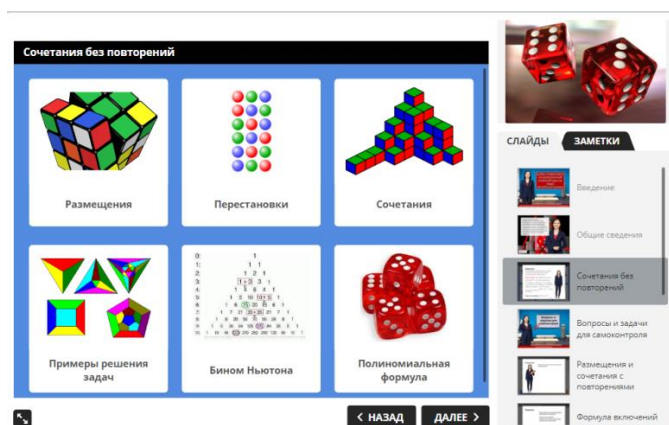 Сочетания без повторений
Размещения
Перестановки
Сочетания
Примеры решения
задач
Бином Ньютона
Полиномиальная
формула
< НАЗАД
ДАЛЕЕ >
СЛАЙДЫ
ЗАМЕТКИ
Введение
Общие сведения
Сочетания без
повторений
Вопросы и задачи
для самоконтроля
Размещения и
сочетания с
повторениями
Формула включений